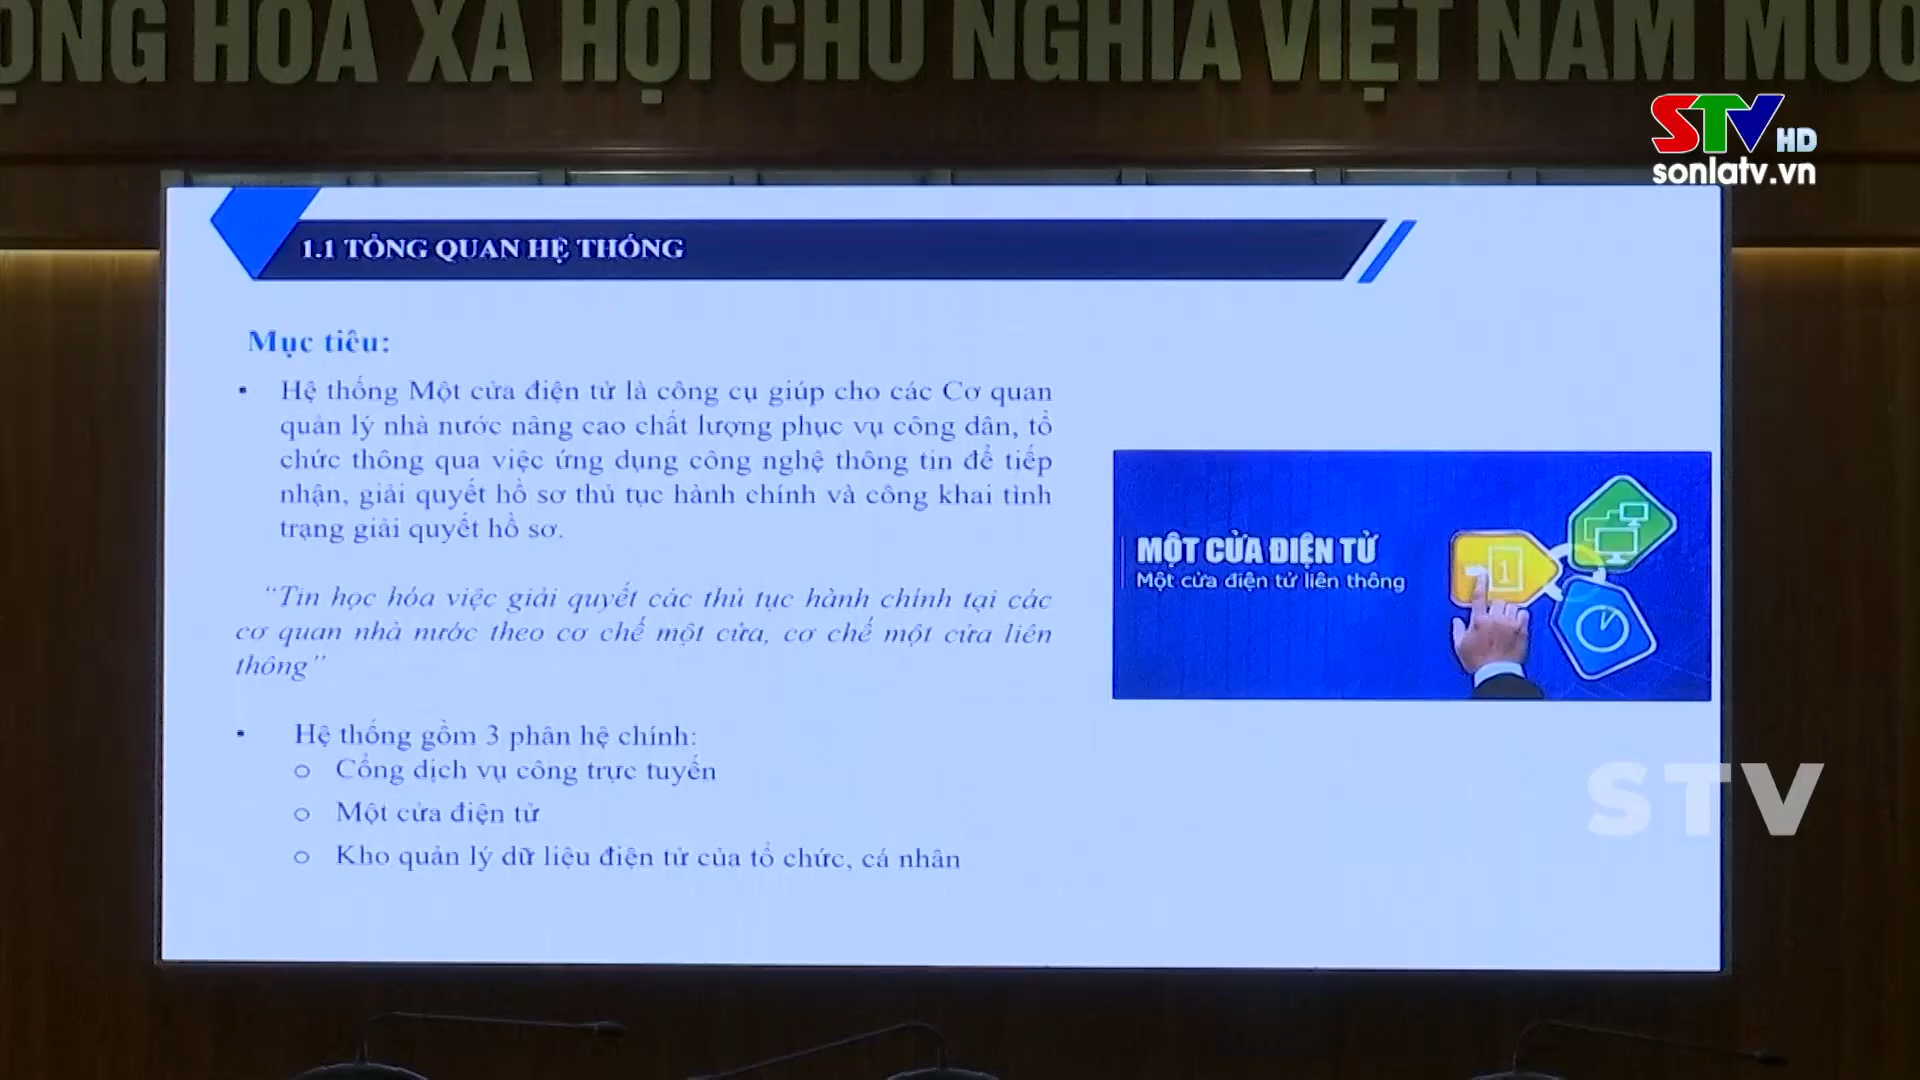 ỘNG HÒA XÃ HỘI CHỦ NGHĨA VIỆT NAM MUÔ
STV HD
sonlatv.vn
1.1 TỔNG QUAN HỆ THỐNG
Mục tiêu:
• Hệ thống Một cửa điện tử là công cụ giúp cho các Cơ quan
quản lý nhà nước nâng cao chất lượng phục vụ công dân, tổ
chức thông qua việc ứng dụng công nghệ thông tin để tiếp
nhận, giải quyết hồ sơ thủ tục hành chính và công khai tình
trạng giải quyết hồ sơ.
“Tin học hóa việc giải quyết các thủ tục hành chính tại các
cơ quan nhà nước theo cơ chế một cửa, cơ chế một cửa liên
thông”
• Hệ thống gồm 3 phân hệ chính:
o Cổng dịch vụ công trực tuyến
o Một cửa điện tử
o Kho quản lý dữ liệu điện tử của tổ chức, cá nhân
MỘT CỬA ĐIỆN TỬ
Một cửa điện tử liên thông
1
STV